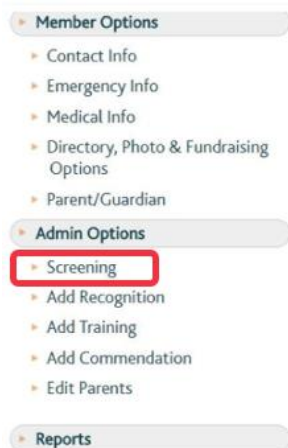 Member Options
Contact Info
Emergency Info
Medical Info
Directory, Photo & Fundraising
Options
Parent/Guardian
Admin Options
Screening
Add Recognition
Add Training
Add Commendation
Edit Parents
Reports